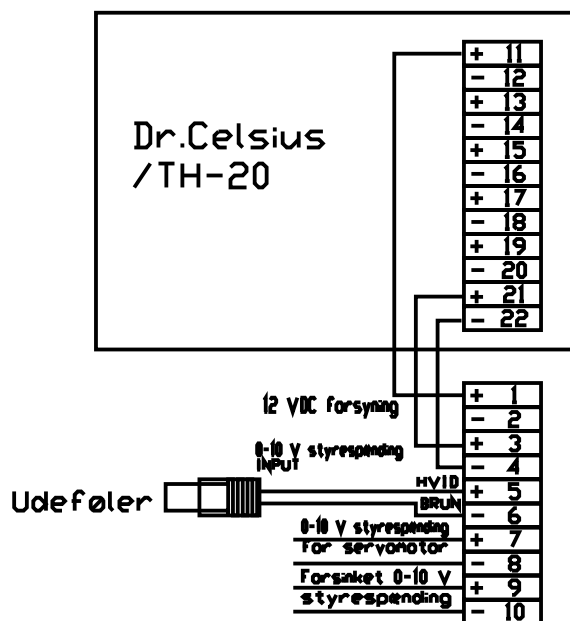 Dr.Celsius
/TH-20
+ 11
- 12
+ 13
- 14
+ 15
- 16
+ 17
- 18
+ 19
- 20
+ 21
- 22
12 VDC forsyning
+ 1
- 2
0-10 V styrespænding
INPUT
+ 3
- 4
Udeføler
HVID
+ 5
BRUN
- 6
0-10 V styrespænding
For servomotor
+ 7
- 8
Forsinket 0-10 V
styrespænding
+ 9
- 10